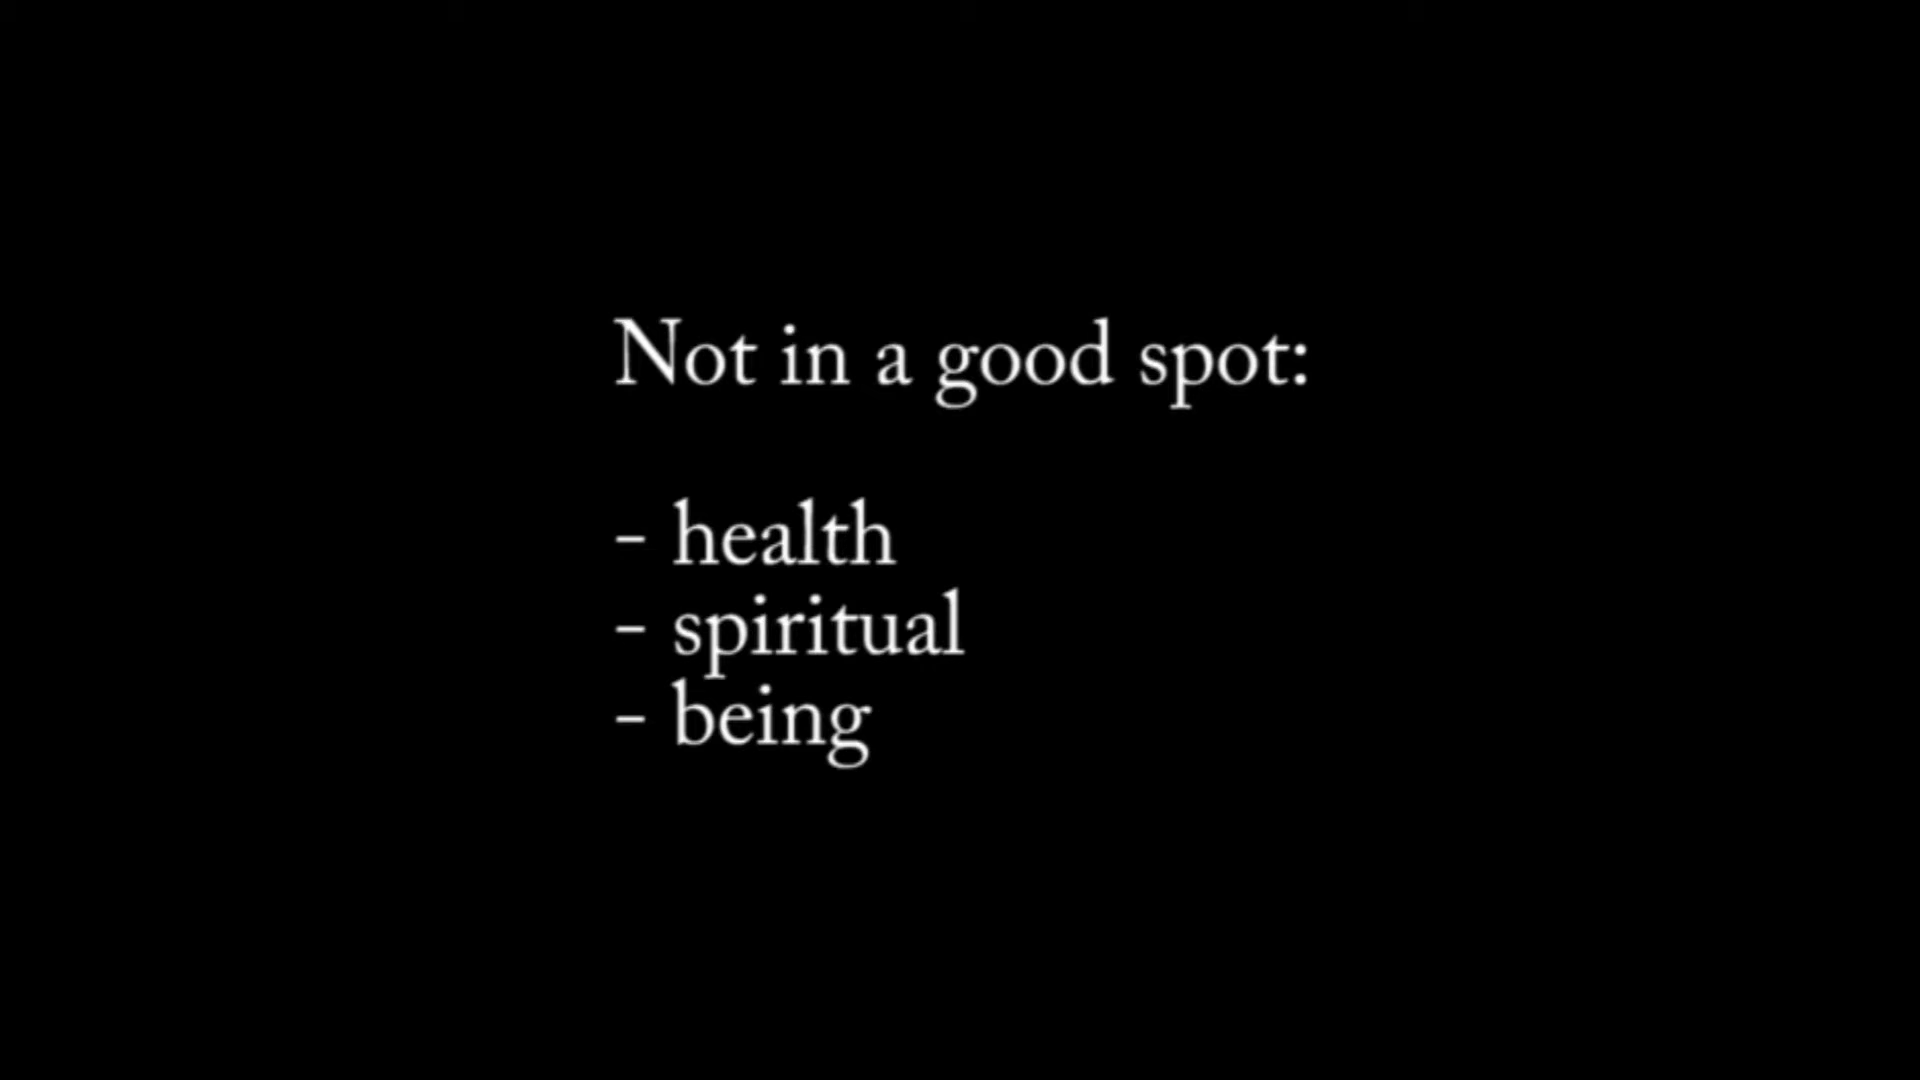 Not in a good spot:
- health
- spiritual
- being